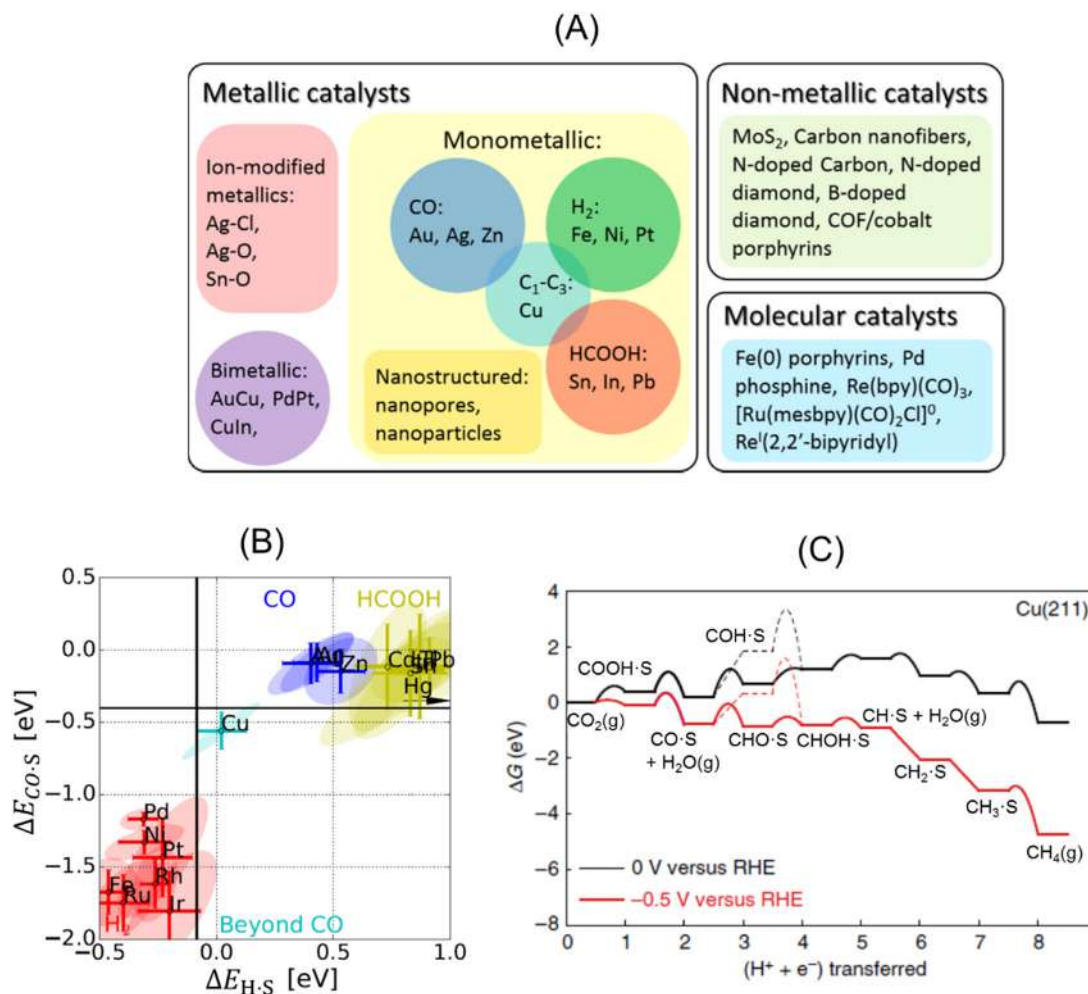 (A)
Metallic catalysts
Ion-modified
metallics:
Ag-Cl,
Ag-O,
Sn-O
Bimetallic:
AuCu, PdPt,
CuIn,
Monometallic:
CO:
Au, Ag, Zn
H₂:
Fe, Ni, Pt
C₁-C₃:
Cu
HCOOH:
Sn, In, Pb
Nanostructured:
nanopores,
nanoparticles
Non-metallic catalysts
MoS₂, Carbon nanofibers,
N-doped Carbon, N-doped
diamond, B-doped
diamond, COF/cobalt
porphyrins
Molecular catalysts
Fe(0) porphyrins, Pd
phosphine, Re(bpy)(CO)₃,
[Ru(mesbpy)(CO)₂Cl]⁰,
Reᴵ(2,2'-bipyridyl)
(B)
ΔE_CO·S [eV]
0.5
0.0
−0.5
−1.0
−1.5
−2.0
CO
HCOOH
Zn
Cd
Pb
Hg
Cu
Pd
Pt
Rh
Fe
Ru
Ir
H₂
Beyond CO
−0.5
0.0
0.5
1.0
ΔE_H·S [eV]
(C)
Cu(211)
ΔG (eV)
4
2
0
−2
−4
−6
−8
COH·S
COOH·S
CO₂(g)
CO·S
+ H₂O(g)
CHO·S
CHOH·S
CH·S + H₂O(g)
CH₂·S
CH₃·S
CH₄(g)
0 V versus RHE
−0.5 V versus RHE
0 1 2 3 4 5 6 7 8
(H⁺ + e⁻) transferred